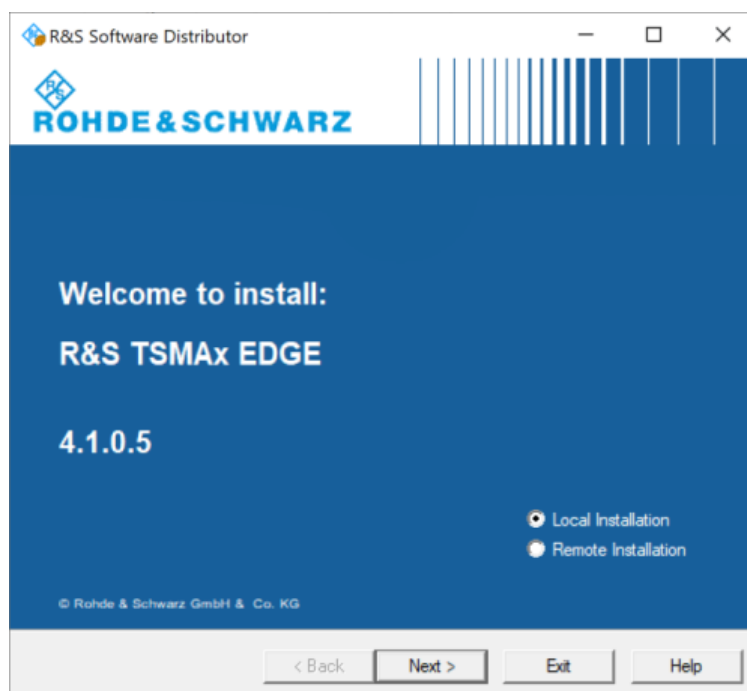 R&S Software Distributor
R&S
ROHDE&SCHWARZ
Welcome to install:
R&S TSMAx EDGE
4.1.0.5
Local Installation
Remote Installation
© Rohde & Schwarz GmbH & Co. KG
< Back Next > Exit Help